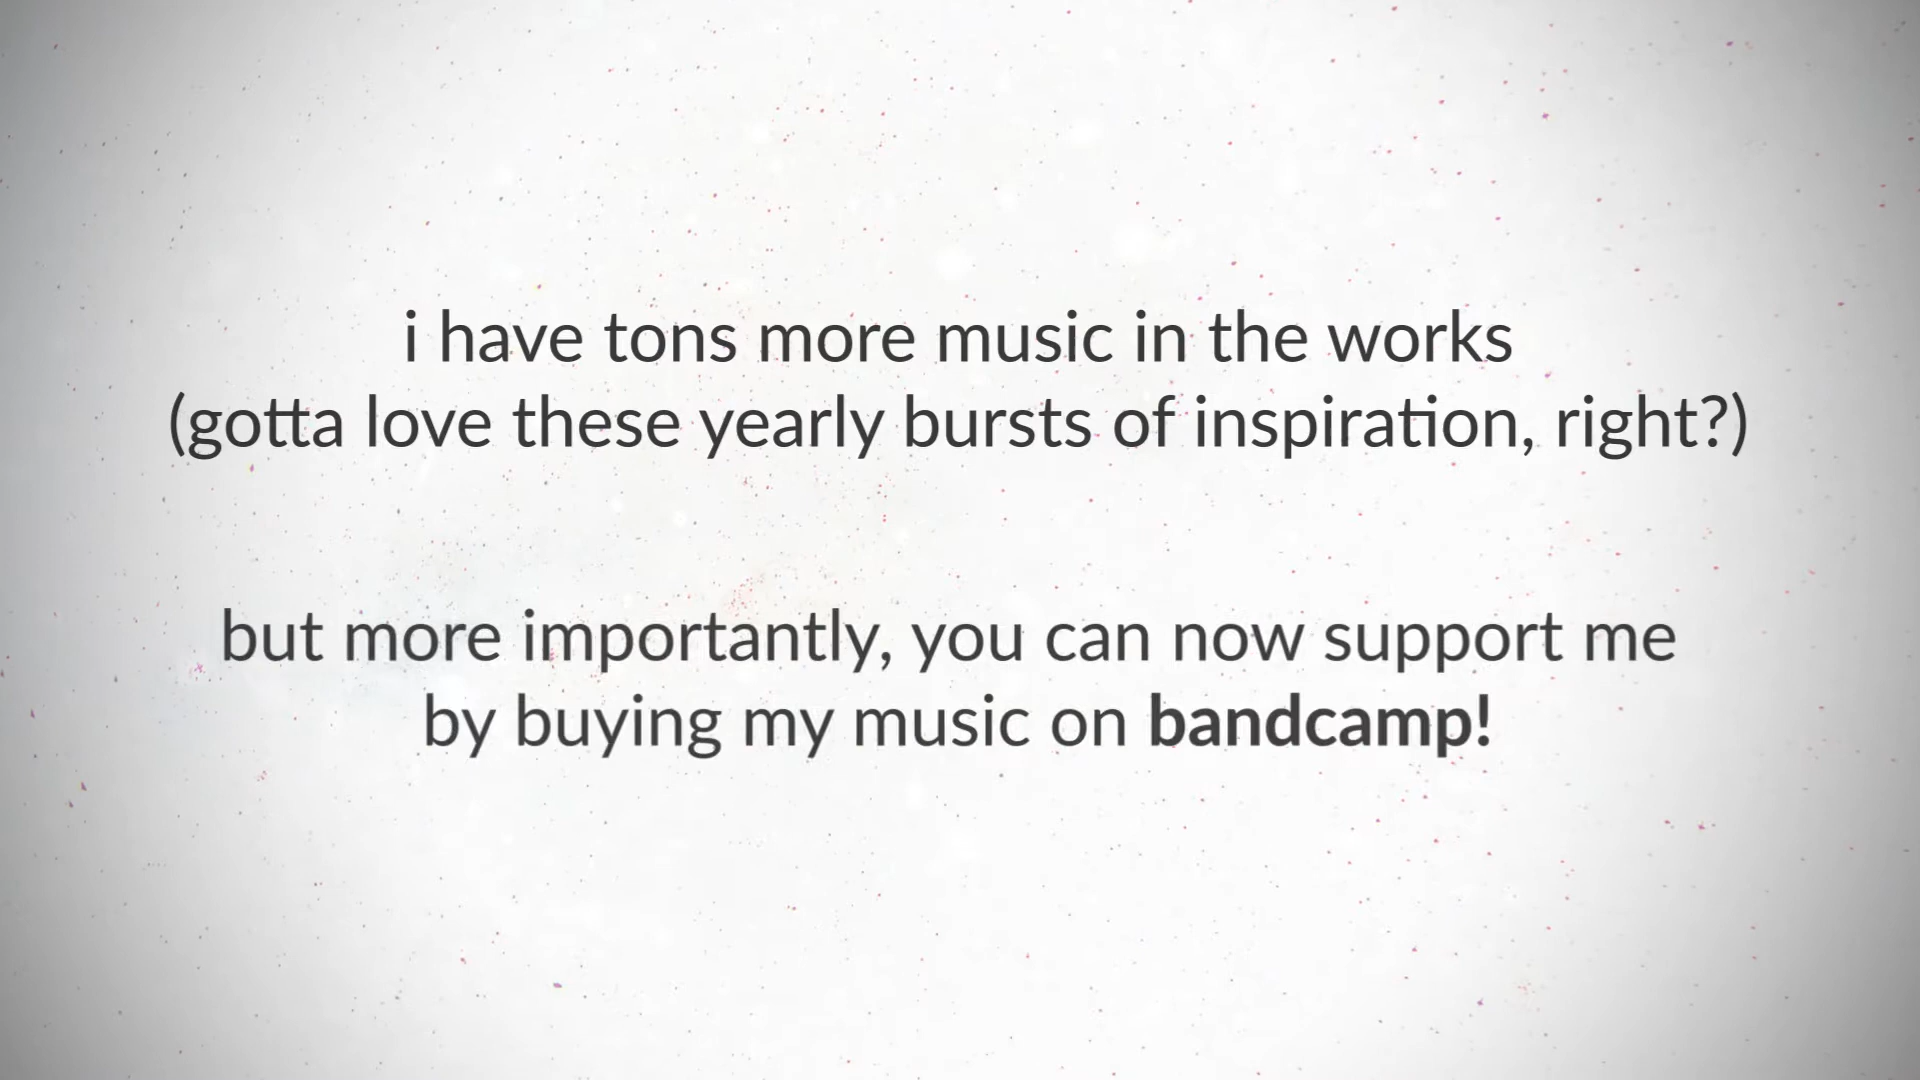 i have tons more music in the works
(gotta love these yearly bursts of inspiration, right?)
but more importantly, you can now support me
by buying my music on bandcamp!